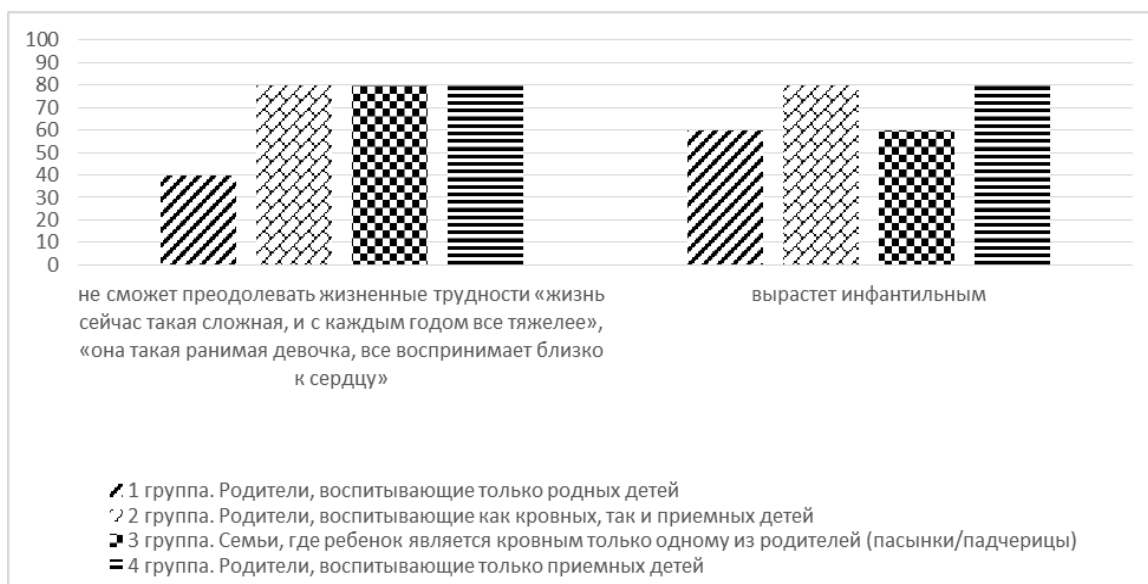 100
90
80
70
60
50
40
30
20
10
0
не сможет преодолевать жизненные трудности «жизнь
сейчас такая сложная, и с каждым годом все тяжелее»,
«она такая ранимая девочка, все воспринимает близко
к сердцу»
вырастет инфантильным
1 группа. Родители, воспитывающие только родных детей
2 группа. Родители, воспитывающие как кровных, так и приемных детей
3 группа. Семьи, где ребенок является кровным только одному из родителей (пасынки/падчерицы)
4 группа. Родители, воспитывающие только приемных детей